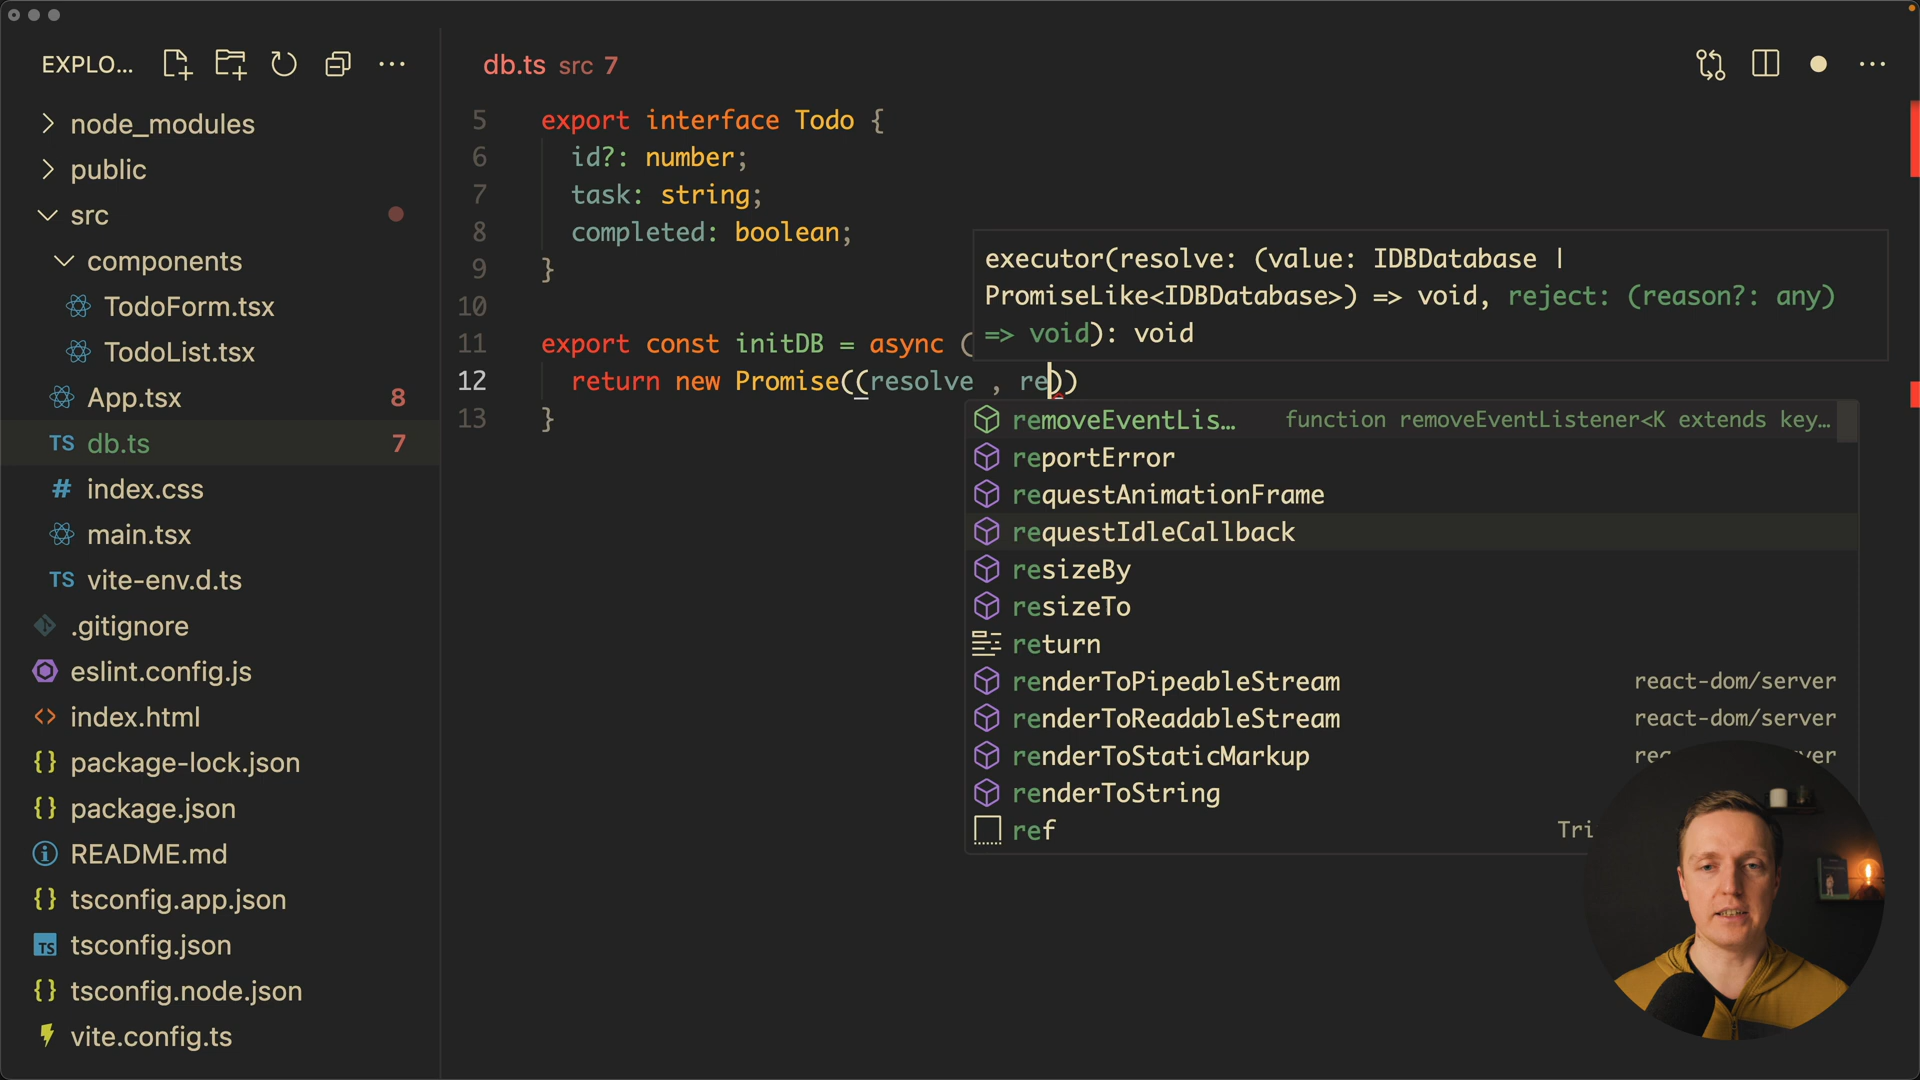 EXPLO...
node_modules
public
src
components
TodoForm.tsx
TodoList.tsx
App.tsx 8
TS db.ts 7
# index.css
main.tsx
TS vite-env.d.ts
.gitignore
eslint.config.js
index.html
package-lock.json
package.json
README.md
tsconfig.app.json
TS tsconfig.json
tsconfig.node.json
vite.config.ts
db.ts src 7
5 export interface Todo {
6 id?: number;
7 task: string;
8 completed: boolean;
9 }
10
11 export const initDB = async (
12 return new Promise((resolve , re))
13 }
executor(resolve: (value: IDBDatabase |
PromiseLike<IDBDatabase>) => void, reject: (reason?: any)
=> void): void
removeEventLis... function removeEventListener<K extends key...
reportError
requestAnimationFrame
requestIdleCallback
resizeBy
resizeTo
return
renderToPipeableStream react-dom/server
renderToReadableStream react-dom/server
renderToStaticMarkup
renderToString
ref Tri